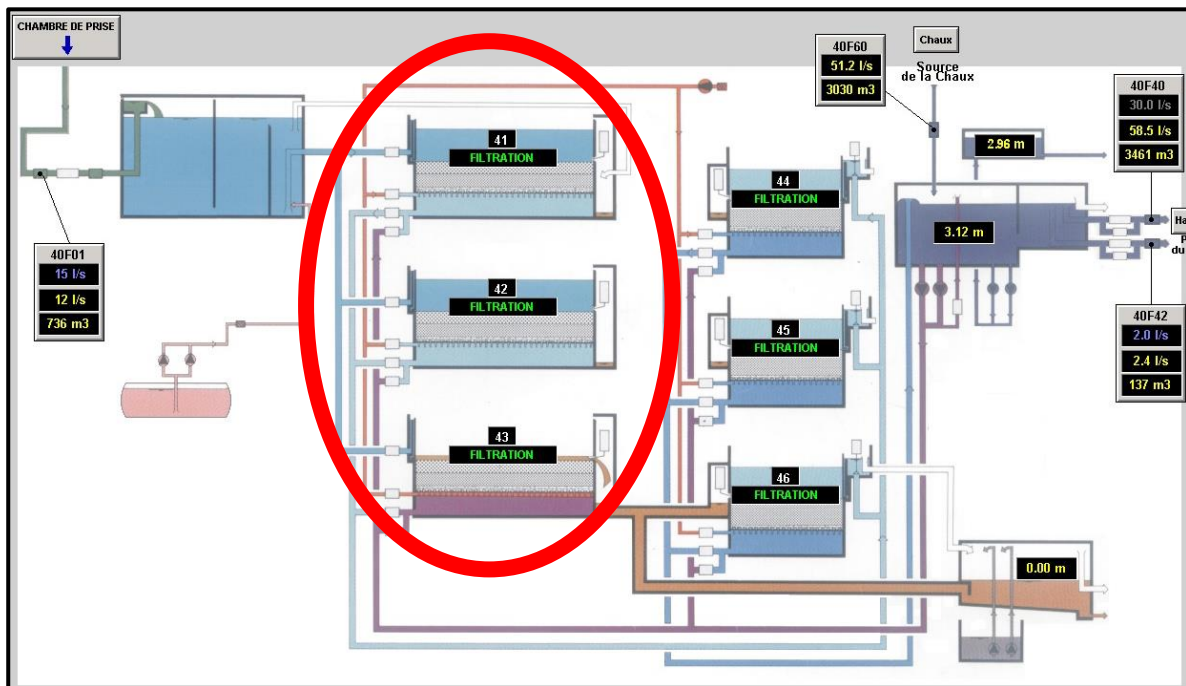 CHAMBRE DE PRISE
40F01
15 l/s
12 l/s
736 m3
41
FILTRATION
42
FILTRATION
43
FILTRATION
44
FILTRATION
45
FILTRATION
46
FILTRATION
40F60
51.2 l/s
3030 m3
Chaux
Source
de la Chaux
2.96 m
3.12 m
40F40
30.0 l/s
58.5 l/s
3461 m3
Ha
P
du
40F42
2.0 l/s
2.4 l/s
137 m3
0.00 m